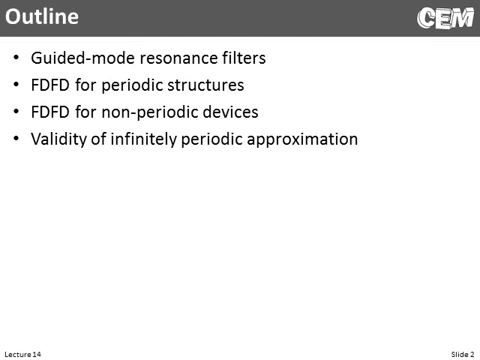 Outline
CEM
• Guided-mode resonance filters
• FDFD for periodic structures
• FDFD for non-periodic devices
• Validity of infinitely periodic approximation
Lecture 14
Slide 2